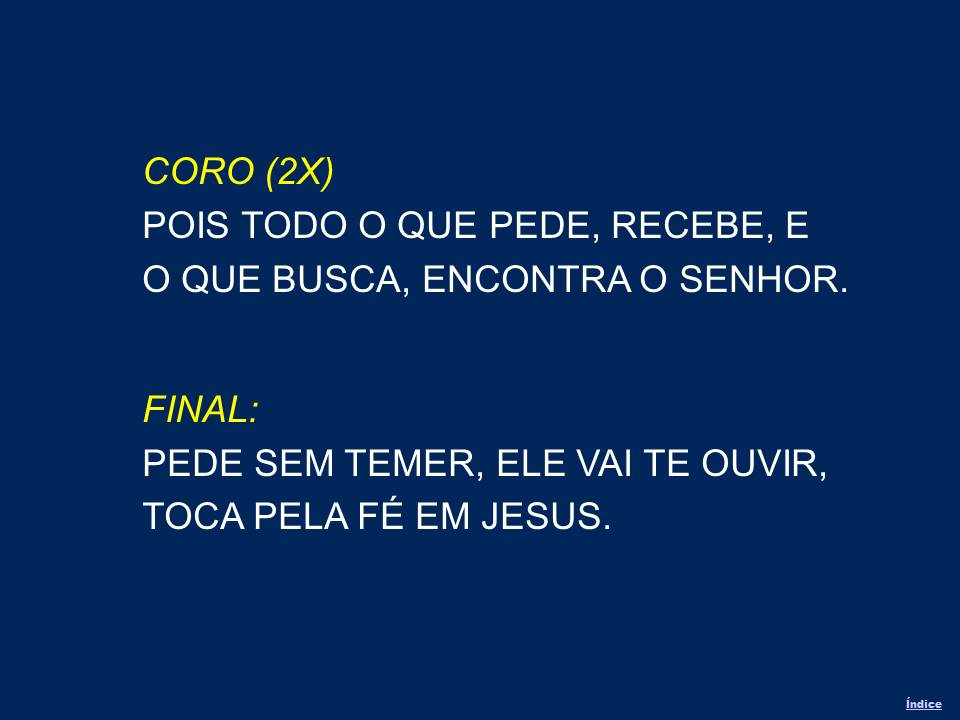 CORO (2X)
POIS TODO O QUE PEDE, RECEBE, E
O QUE BUSCA, ENCONTRA O SENHOR.
FINAL:
PEDE SEM TEMER, ELE VAI TE OUVIR,
TOCA PELA FÉ EM JESUS.
Índice